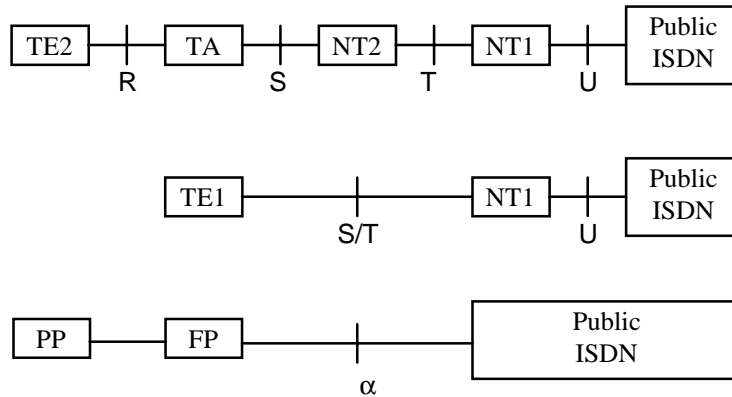 TE2 TA NT2 NT1 Public
ISDN
R S T U
TE1 NT1 Public
ISDN
S/T U
PP FP Public
ISDN
α